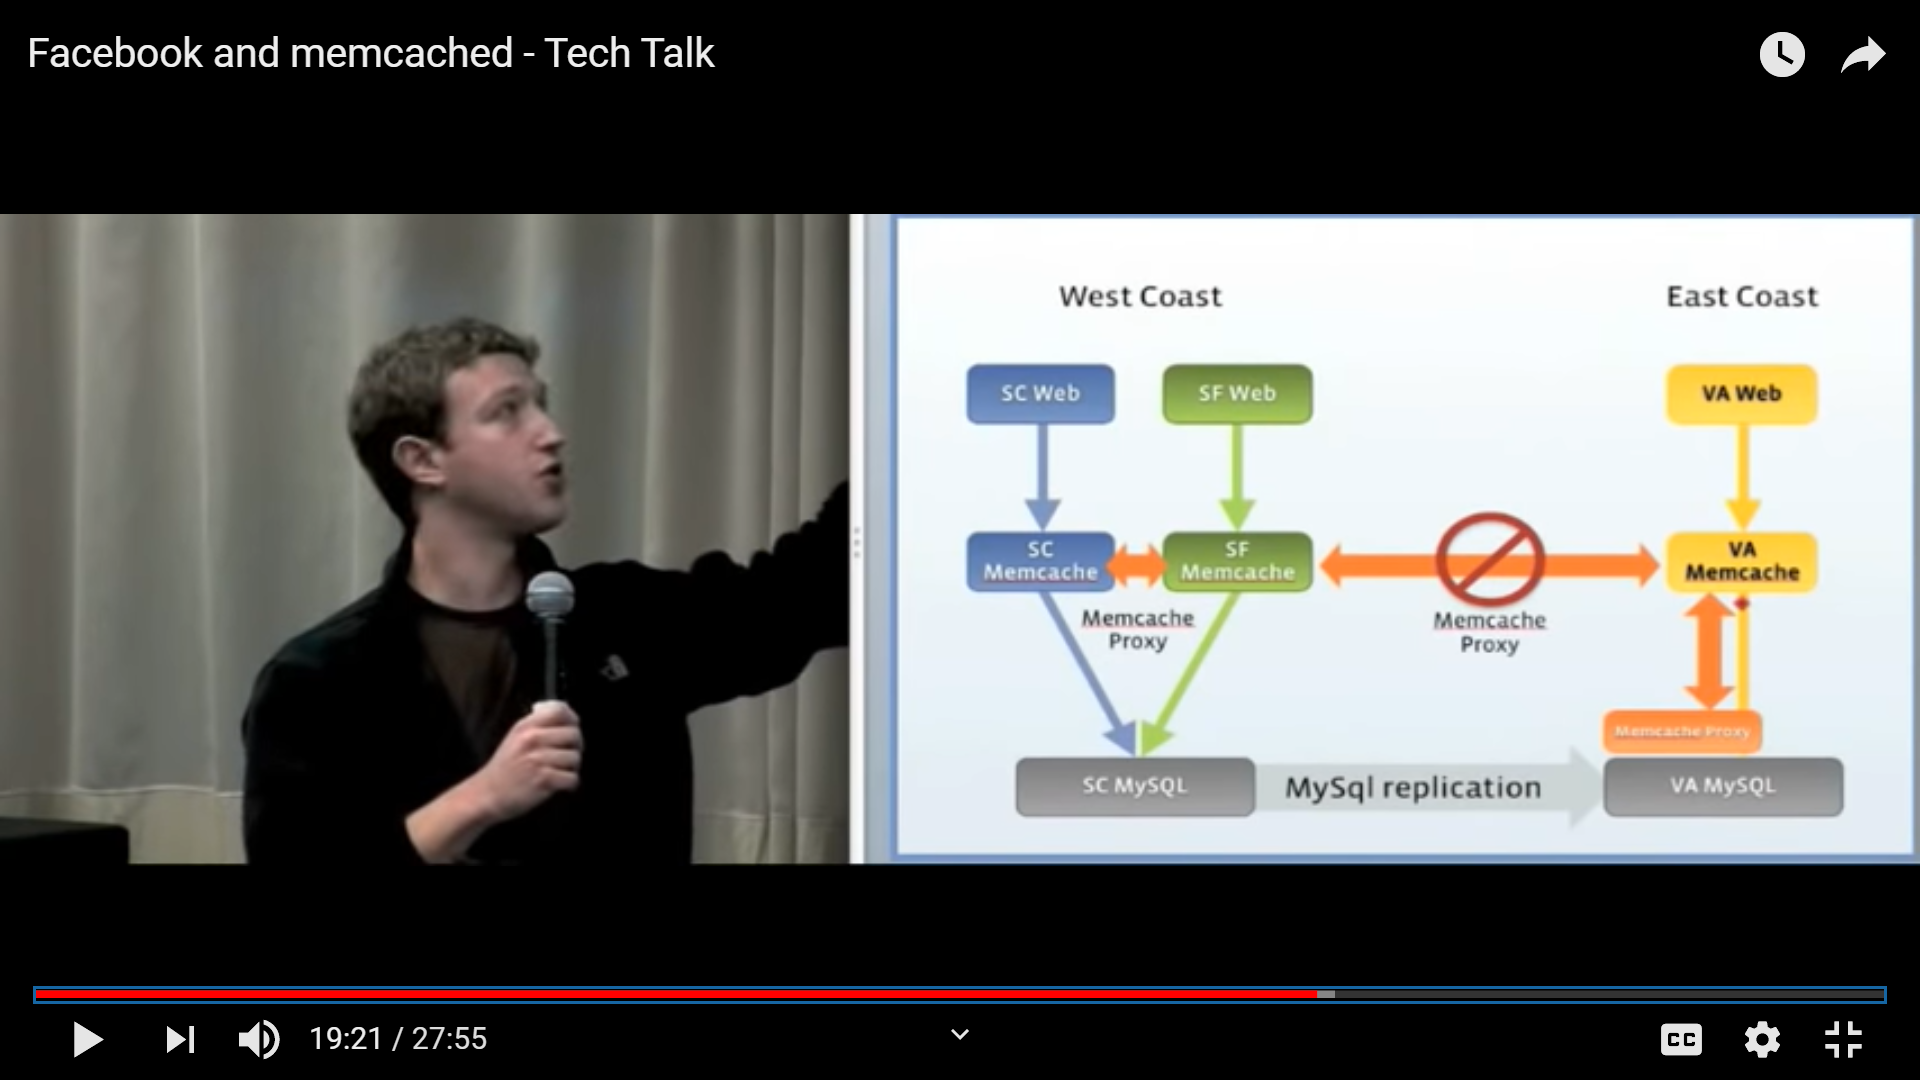 Facebook and memcached - Tech Talk
West Coast
East Coast
SC Web
SF Web
VA Web
SC
Memcache
SF
Memcache
VA
Memcache
Memcache
Proxy
Memcache
Proxy
Memcache Proxy
SC MySQL
MySql replication
VA MySQL
19:21 / 27:55
CC